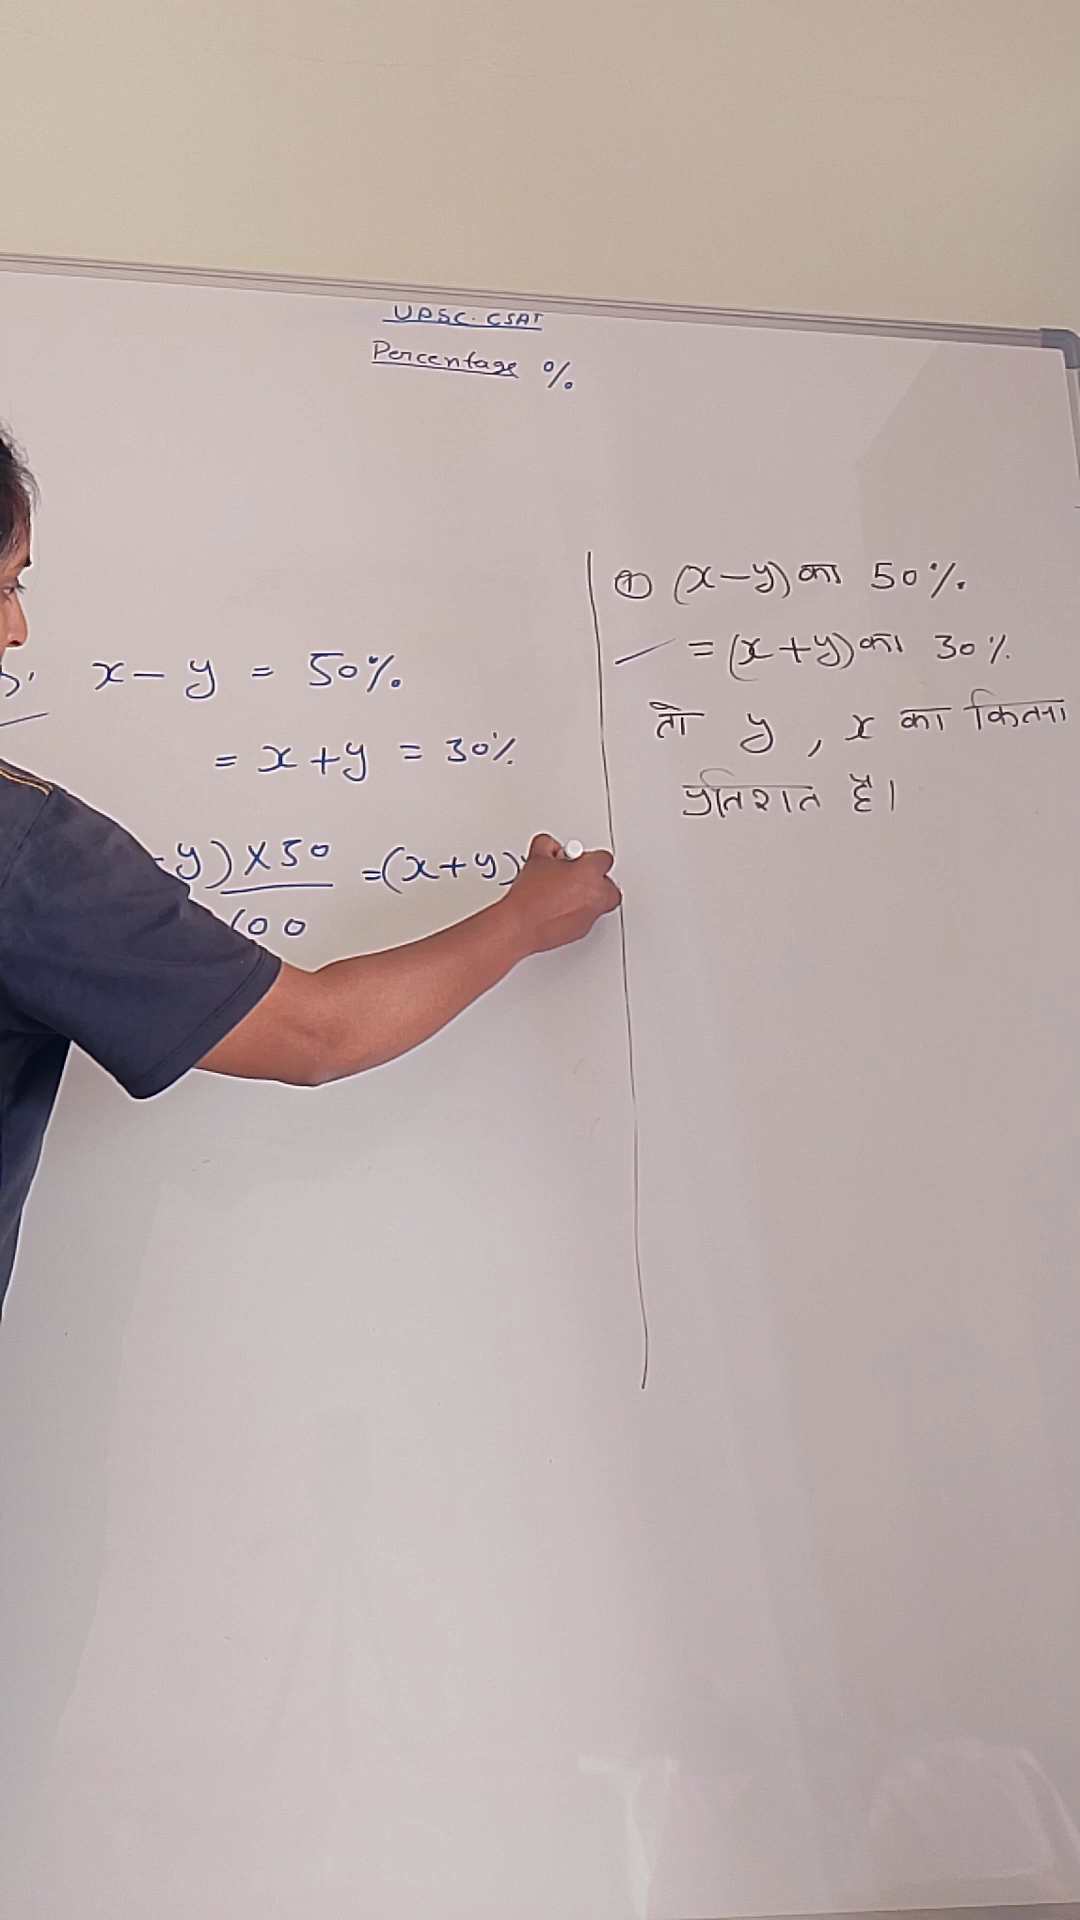 UPSC. CSAT
Percentage %
x - y = 50%
= x + y = 30%
y) × 50 = (x + y)
100
① (x - y) का 50%.
= (x + y) का 30%.
तो y, x का कितना
प्रतिशत है।